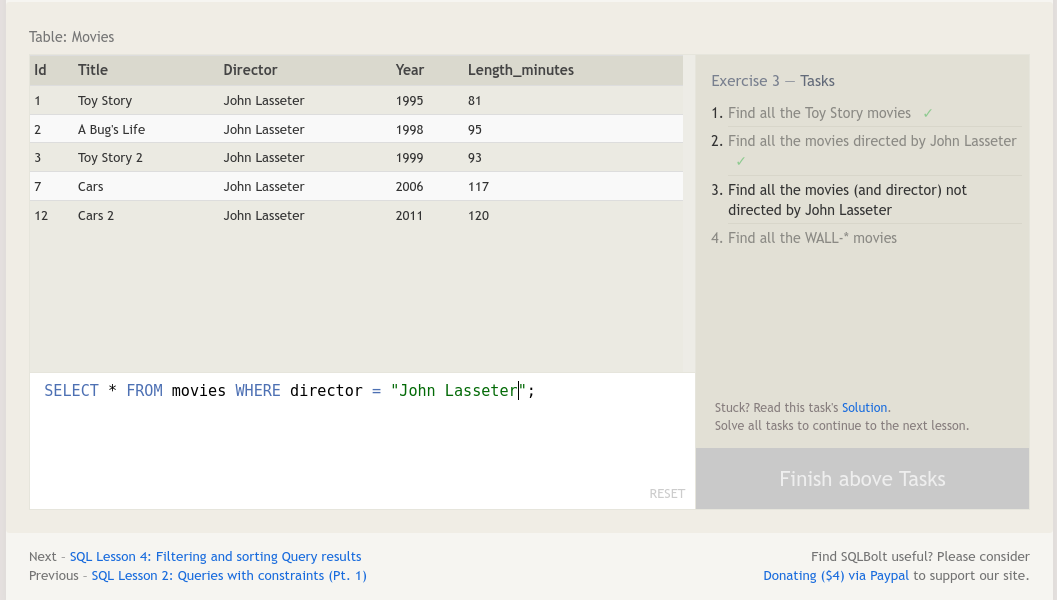 Table: Movies
Id Title Director Year Length_minutes
1 Toy Story John Lasseter 1995 81
2 A Bug's Life John Lasseter 1998 95
3 Toy Story 2 John Lasseter 1999 93
7 Cars John Lasseter 2006 117
12 Cars 2 John Lasseter 2011 120
SELECT * FROM movies WHERE director = "John Lasseter";
RESET
Exercise 3 — Tasks
1. Find all the Toy Story movies ✓
2. Find all the movies directed by John Lasseter
✓
3. Find all the movies (and director) not
directed by John Lasseter
4. Find all the WALL-* movies
Stuck? Read this task's Solution.
Solve all tasks to continue to the next lesson.
Finish above Tasks
Next – SQL Lesson 4: Filtering and sorting Query results
Previous – SQL Lesson 2: Queries with constraints (Pt. 1)
Find SQLBolt useful? Please consider
Donating ($4) via Paypal to support our site.